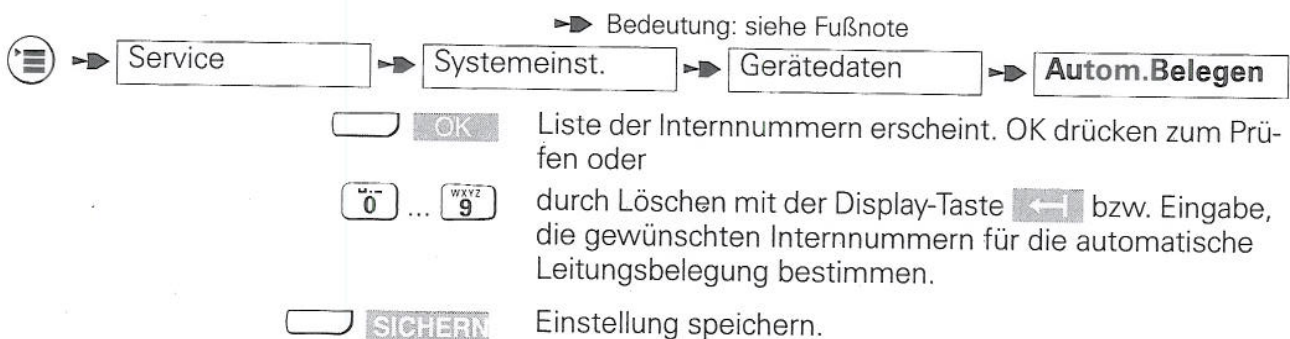 Bedeutung: siehe Fußnote
Service Systemeinst. Gerätedaten Autom.Belegen
OK Liste der Internnummern erscheint. OK drücken zum Prü-
fen oder
0 ... WXYZ 9 durch Löschen mit der Display-Taste bzw. Eingabe,
die gewünschten Internnummern für die automatische
Leitungsbelegung bestimmen.
SICHERN Einstellung speichern.